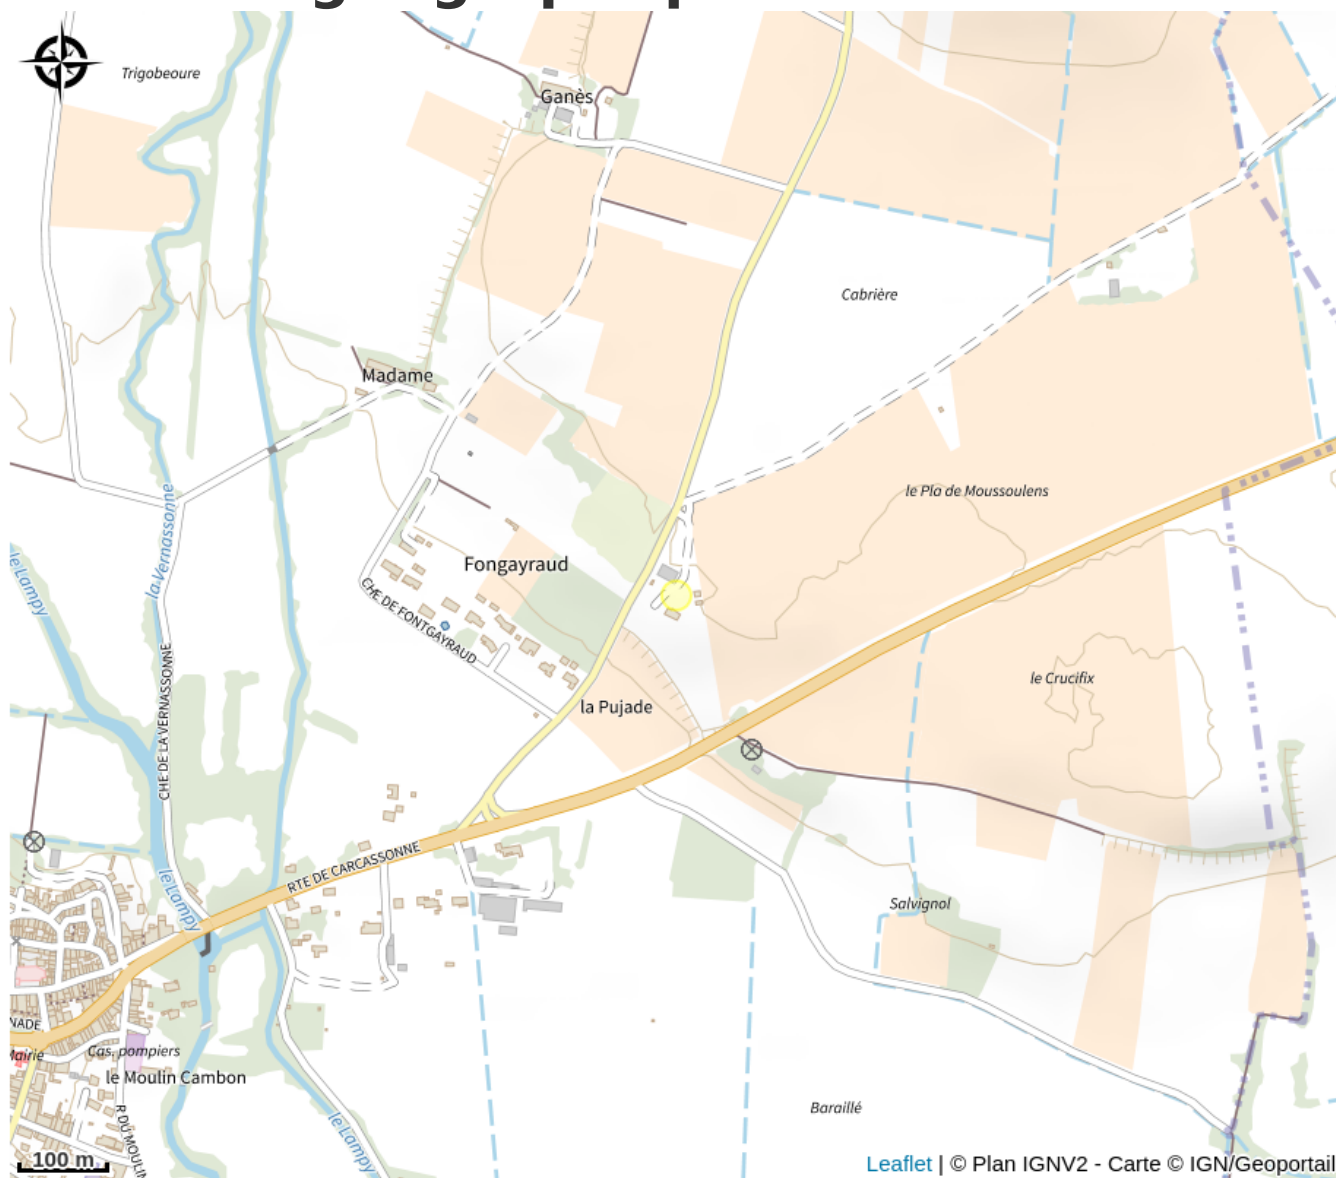 Trigobeoure
Ganès
Cabrière
Madame
le Pla de Moussoulens
la Vernassonne
le Lampy
Fongayraud
CHE DE FONTGAYRAUD
le Crucifix
CHE DE LA VERNASSONNE
la Pujade
RTE DE CARCASSONNE
le Lampy
Salvignol
NADE
Mairie
Cas. pompiers
le Moulin Cambon
Baraillé
R DU MOULIN
le Lampy
100 m
Leaflet | © Plan IGNV2 - Carte © IGN/Geoportail